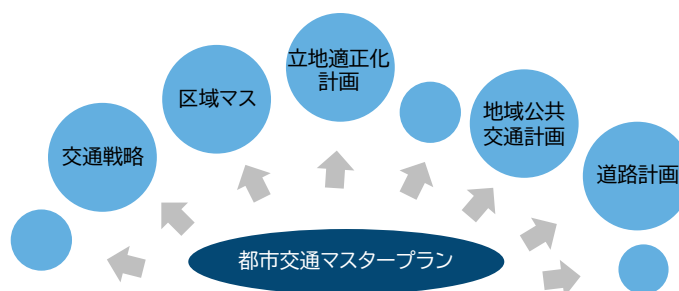 立地適正化
計画
区域マス
地域公共
交通計画
交通戦略
道路計画
都市交通マスタープラン